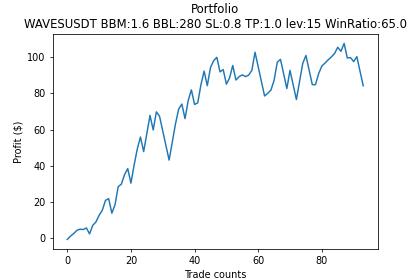 Portfolio
WAVESUSDT BBM:1.6 BBL:280 SL:0.8 TP:1.0 lev:15 WinRatio:65.0
100
80
60
40
20
0
Profit ($)
0 20 40 60 80
Trade counts